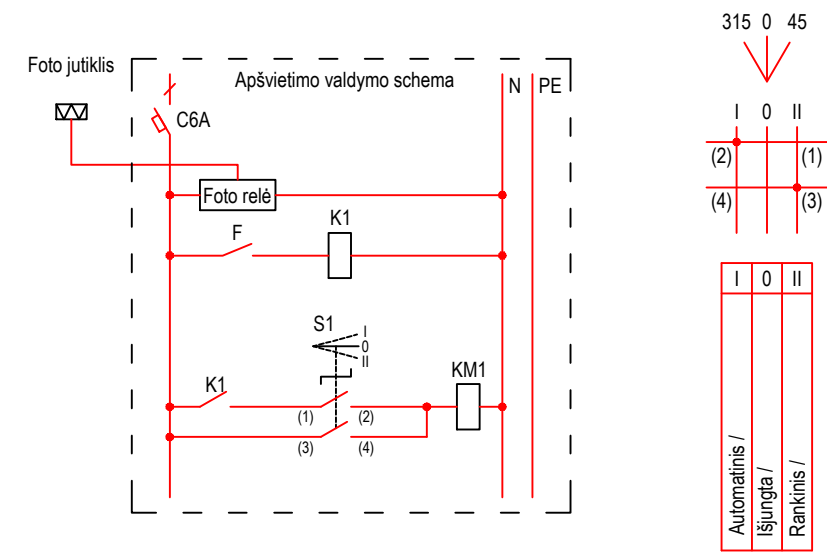 Foto jutiklis
Apšvietimo valdymo schema
N PE
C6A
Foto relė
F K1
S1
I
0
II
K1 KM1
(1) (2)
(3) (4)
315 0 45
I 0 II
(2) (1)
(4) (3)
I 0 II
Automatinis /
Išjungta /
Rankinis /